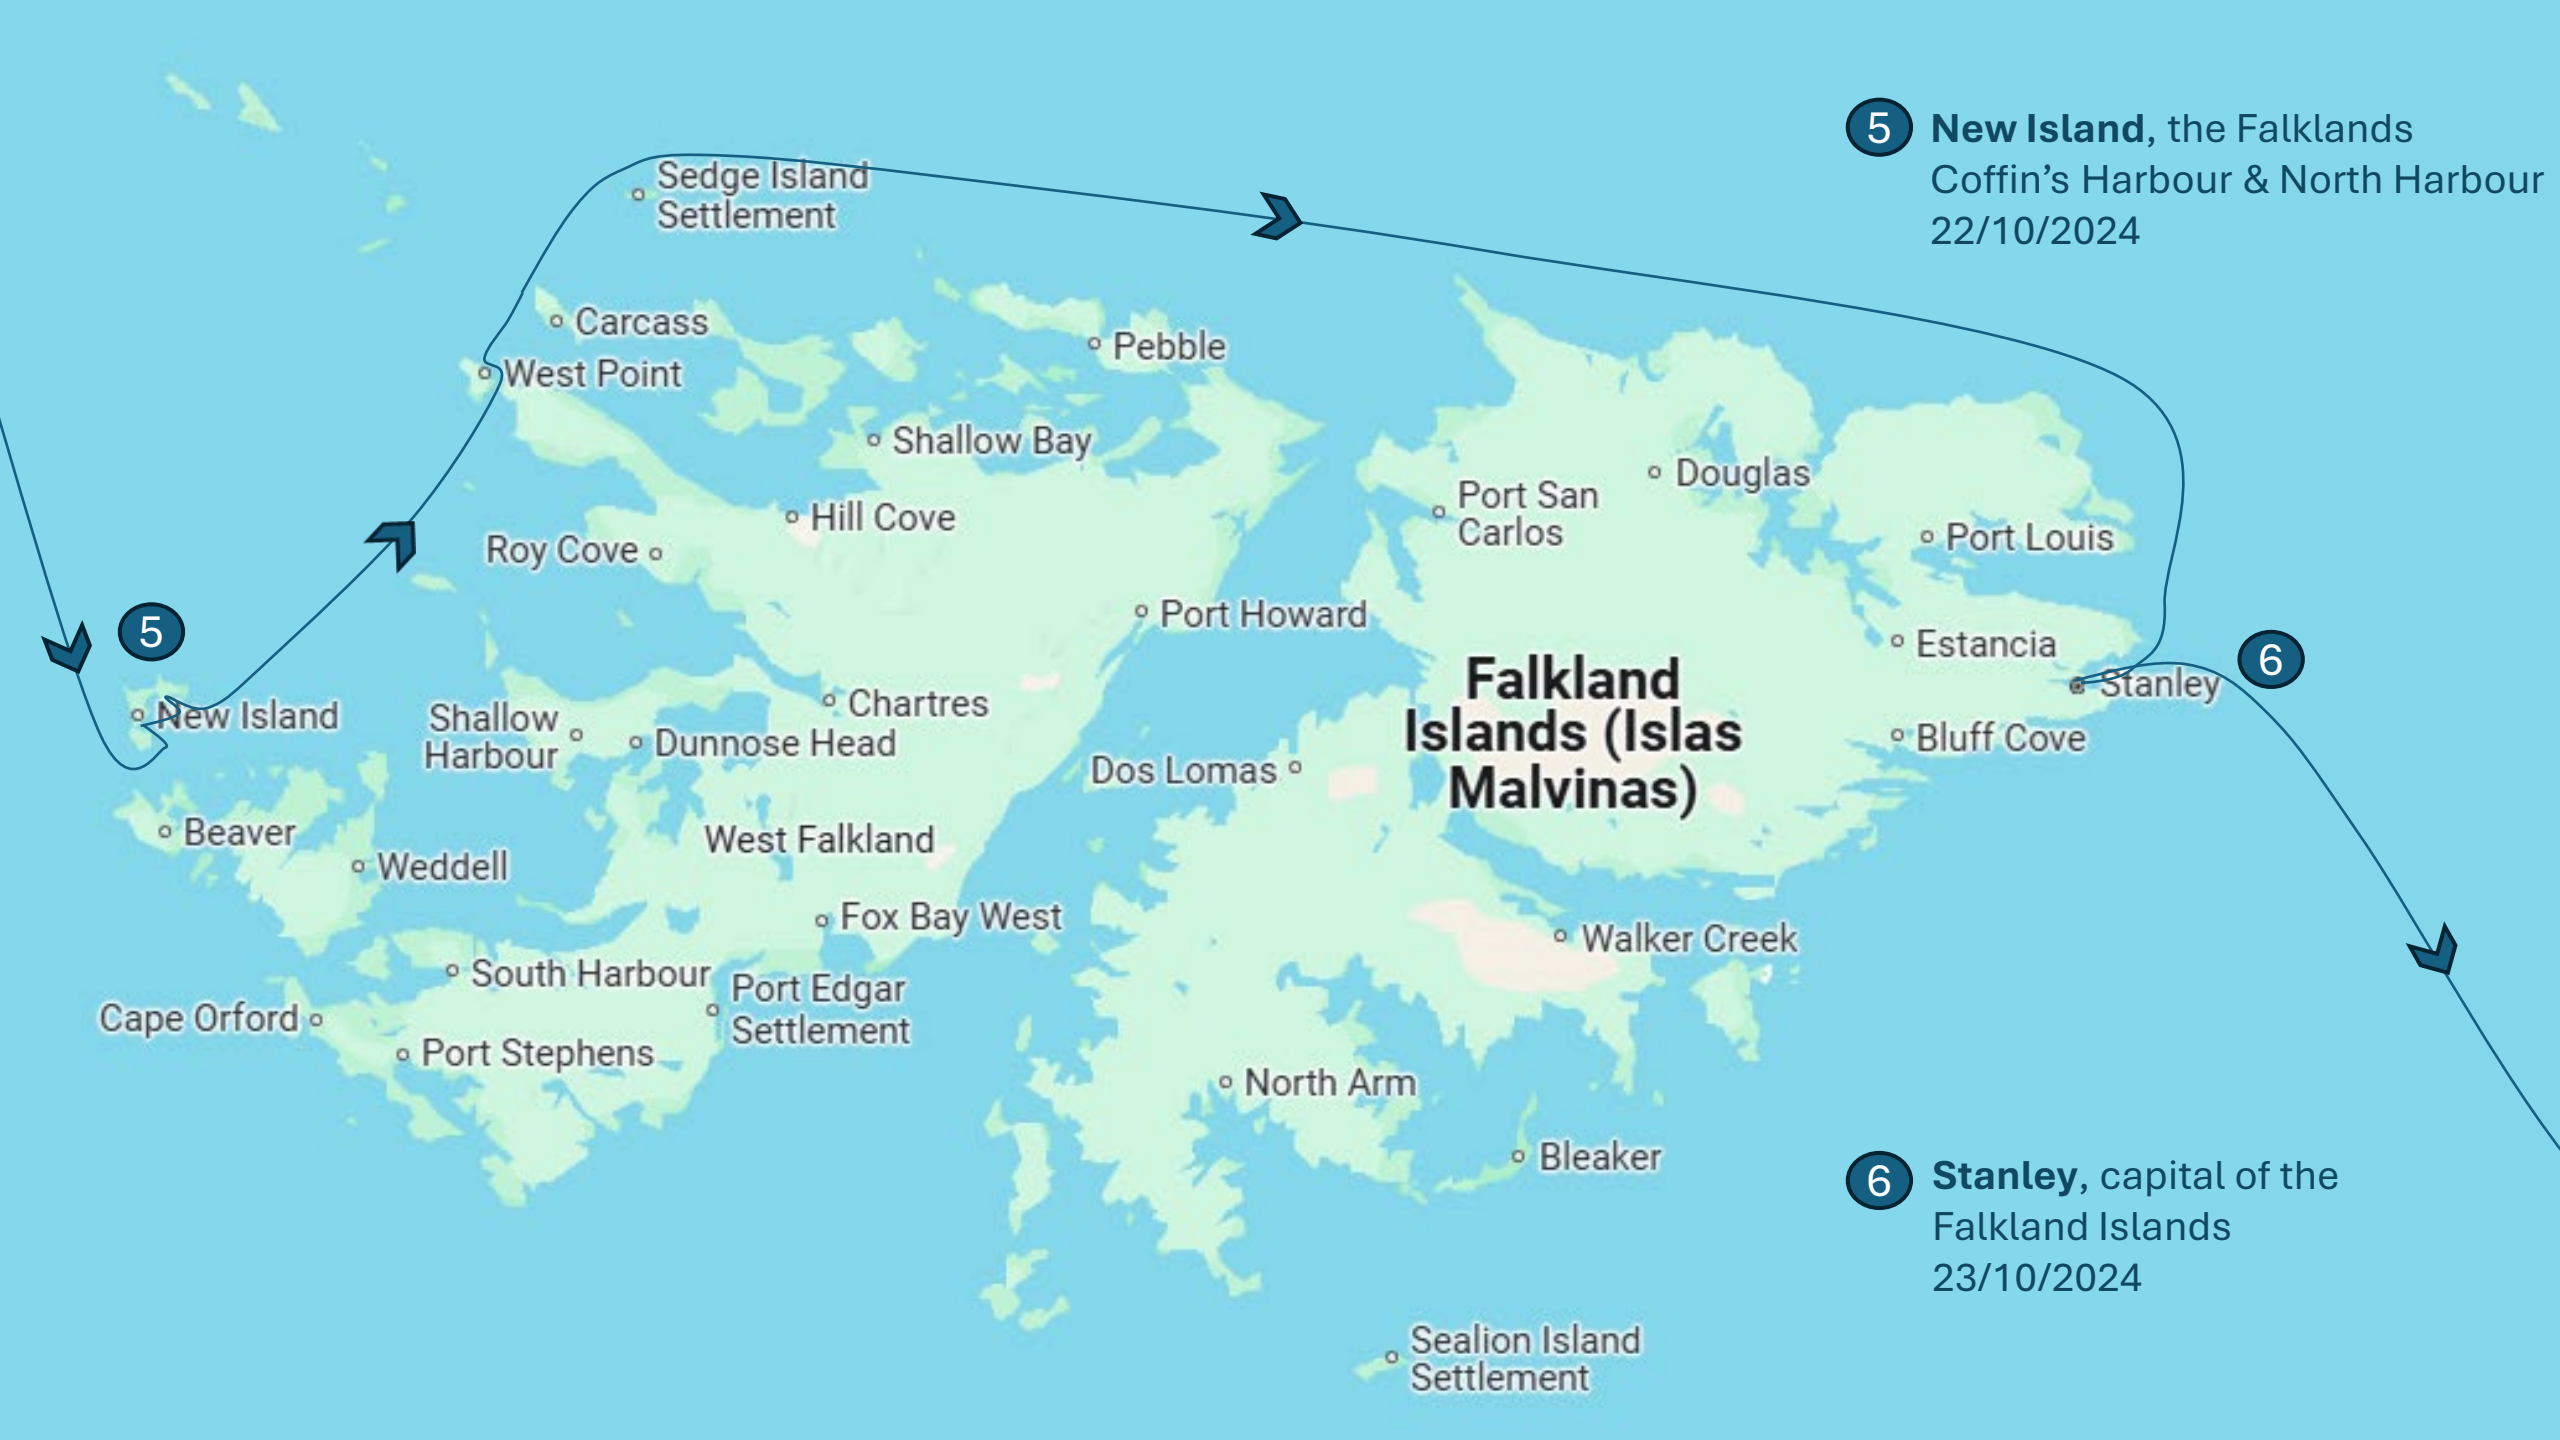 5 New Island, the Falklands
Coffin’s Harbour & North Harbour
22/10/2024
Sedge Island
Settlement
Carcass
Pebble
West Point
Shallow Bay
Douglas
Port San
Carlos
Hill Cove
Port Louis
Roy Cove
Port Howard
5
Estancia
6
Falkland
Islands (Islas
Malvinas)
Stanley
Chartres
New Island
Shallow
Harbour
Dunnose Head
Bluff Cove
Dos Lomas
Beaver
West Falkland
Weddell
Fox Bay West
Walker Creek
South Harbour
Port Edgar
Settlement
Cape Orford
Port Stephens
North Arm
Bleaker
6 Stanley, capital of the
Falkland Islands
23/10/2024
Sealion Island
Settlement